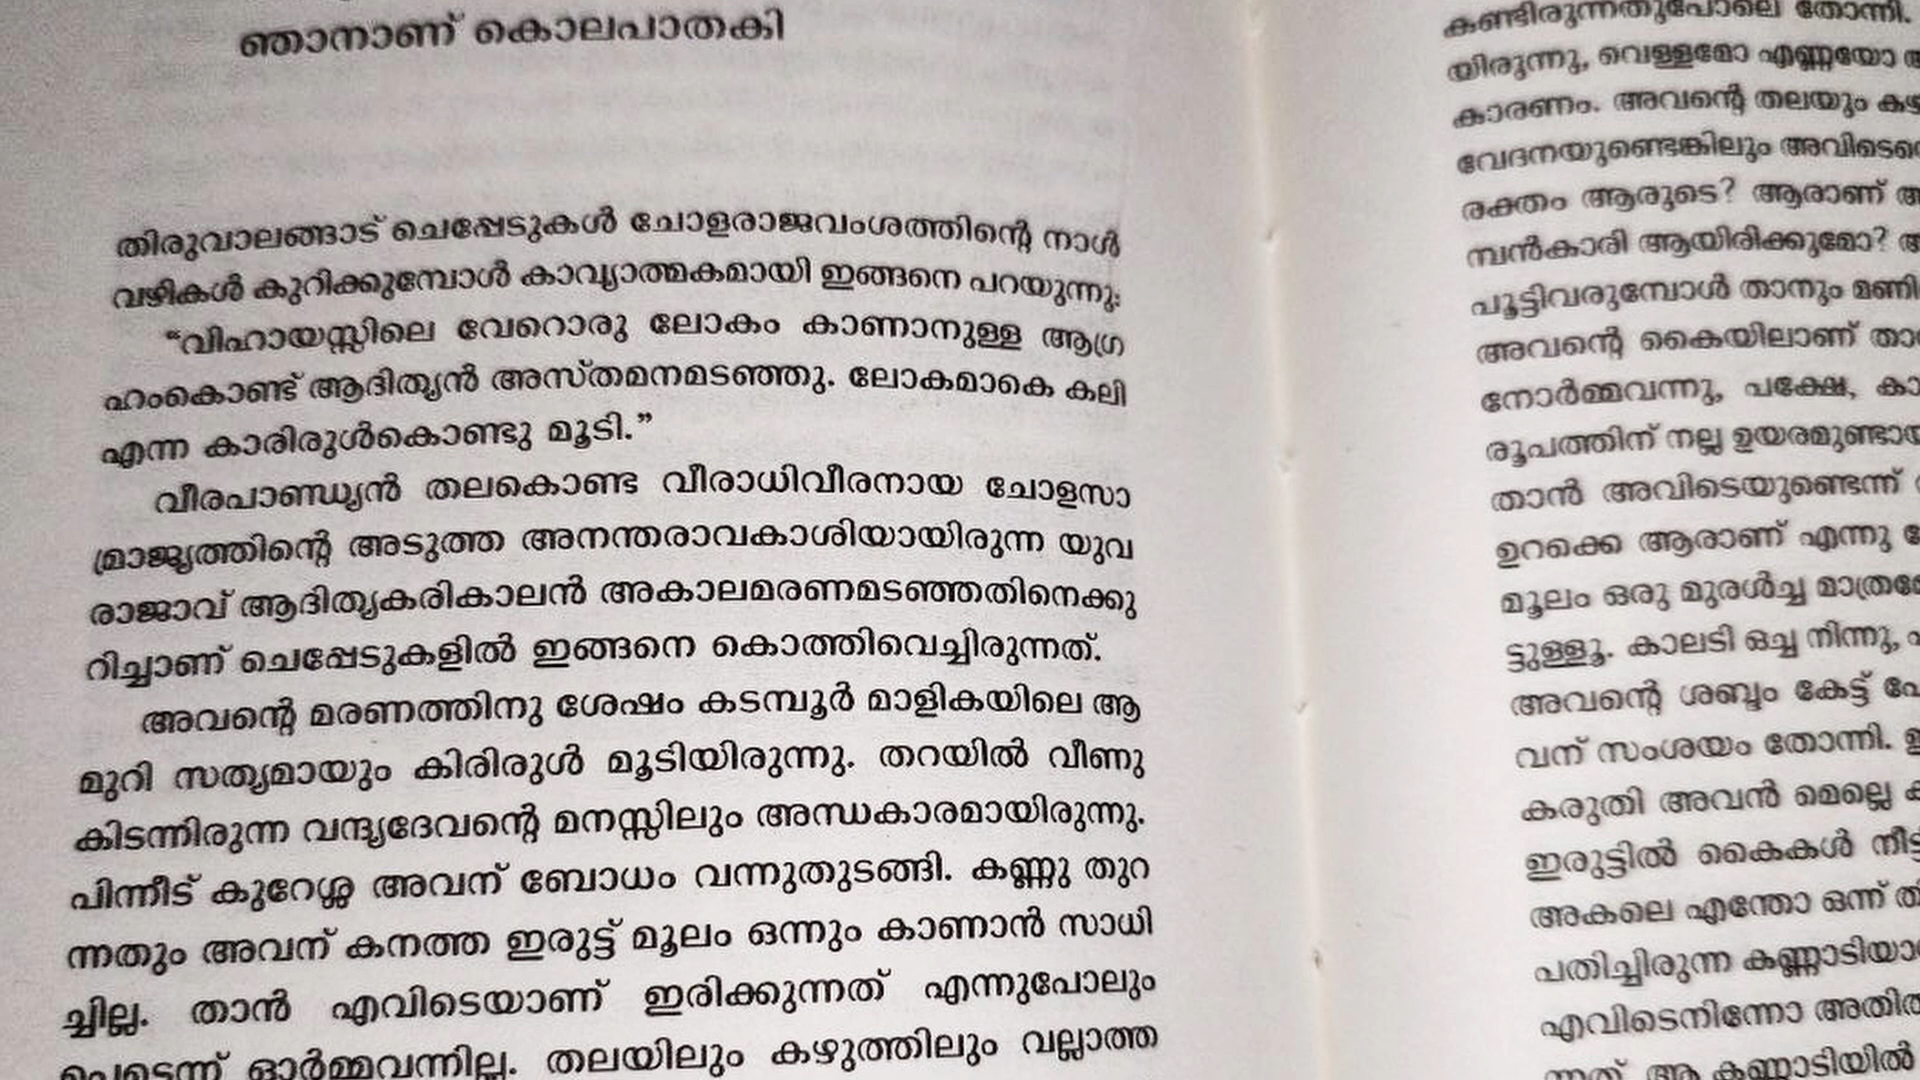 ഞാനാണ് കൊലപാതകി
തിരുവാലങ്ങാട് ചെപ്പേടുകൾ ചോളരാജവംശത്തിന്റെ നാൾ
വഴികൾ കുറിക്കുമ്പോൾ കാവ്യാത്മകമായി ഇങ്ങനെ പറയുന്നു:
“വിഹായസ്സിലെ വേറൊരു ലോകം കാണാനുള്ള ആഗ്ര
ഹംകൊണ്ട് ആദിത്യൻ അസ്തമനമടഞ്ഞു. ലോകമാകെ കലി
എന്ന കാരിരുൾകൊണ്ടു മൂടി.”
വീരപാണ്ഡ്യൻ തലകൊണ്ട വീരാധിവീരനായ ചോളസാ
മ്രാജ്യത്തിന്റെ അടുത്ത അനന്തരാവകാശിയായിരുന്ന യുവ
രാജാവ് ആദിത്യകരികാലൻ അകാലമരണമടഞ്ഞതിനെക്കു
റിച്ചാണ് ചെപ്പേടുകളിൽ ഇങ്ങനെ കൊത്തിവെച്ചിരുന്നത്.
അവന്റെ മരണത്തിനു ശേഷം കടമ്പൂർ മാളികയിലെ ആ
മുറി സത്യമായും കിരിരുൾ മൂടിയിരുന്നു. തറയിൽ വീണു
കിടന്നിരുന്ന വന്ദ്യദേവന്റെ മനസ്സിലും അന്ധകാരമായിരുന്നു.
പിന്നീട് കുറേശ്ശ അവന് ബോധം വന്നുതുടങ്ങി. കണ്ണു തുറ
ന്നതും അവന് കനത്ത ഇരുട്ട് മൂലം ഒന്നും കാണാൻ സാധി
ച്ചില്ല. താൻ എവിടെയാണ് ഇരിക്കുന്നത് എന്നുപോലും
പെട്ടെന്ന് ഓർമ്മവന്നില്ല. തലയിലും കഴുത്തിലും വല്ലാത്ത
കണ്ടിരുന്നതുപോലെ തോന്നി.
യിരുന്നു, വെള്ളമോ എണ്ണയോ
കാരണം. അവന്റെ തലയും
വേദനയുണ്ടെങ്കിലും
രക്തം ആരുടെ? ആരാണ്
മ്പൻകാരി ആയിരിക്കുമോ?
പൂട്ടിവരുമ്പോൾ താനും
അവന്റെ കൈയിലാണ്
നോർമ്മവന്നു, പക്ഷേ,
രൂപത്തിന് നല്ല
താൻ അവിടെയുണ്ടെന്ന്
ഉറക്കെ ആരാണ് എന്നു
മൂലം ഒരു മുരൾച്ച
ട്ടുള്ളൂ. കാലടി ഒച്ച നിന്നു,
അവന്റെ ശബ്ദം കേട്ട്
വന് സംശയം തോന്നി.
കരുതി അവൻ മെല്ലെ
ഇരുട്ടിൽ കൈകൾ
അകലെ എന്തോ ഒന്ന്
പതിച്ചിരുന്ന
എവിടെനിന്നോ
ന്നത്. ആ കണ്ണാടിയിൽ